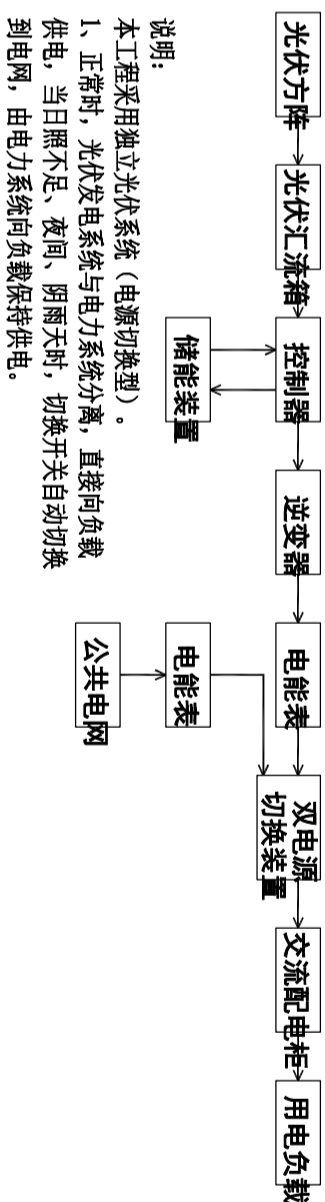 光伏方阵
光伏汇流箱
控制器
逆变器
电能表
双电源
切换装置
交流配电柜
用电负载
储能装置
电能表
公共电网
说明：
本工程采用独立光伏系统（电源切换型）。
1、正常时，光伏发电系统与电力系统分离，直接向负载
供电，当日照不足、夜间、阴雨天时，切换开关自动切换
到电网，由电力系统向负载保持供电。